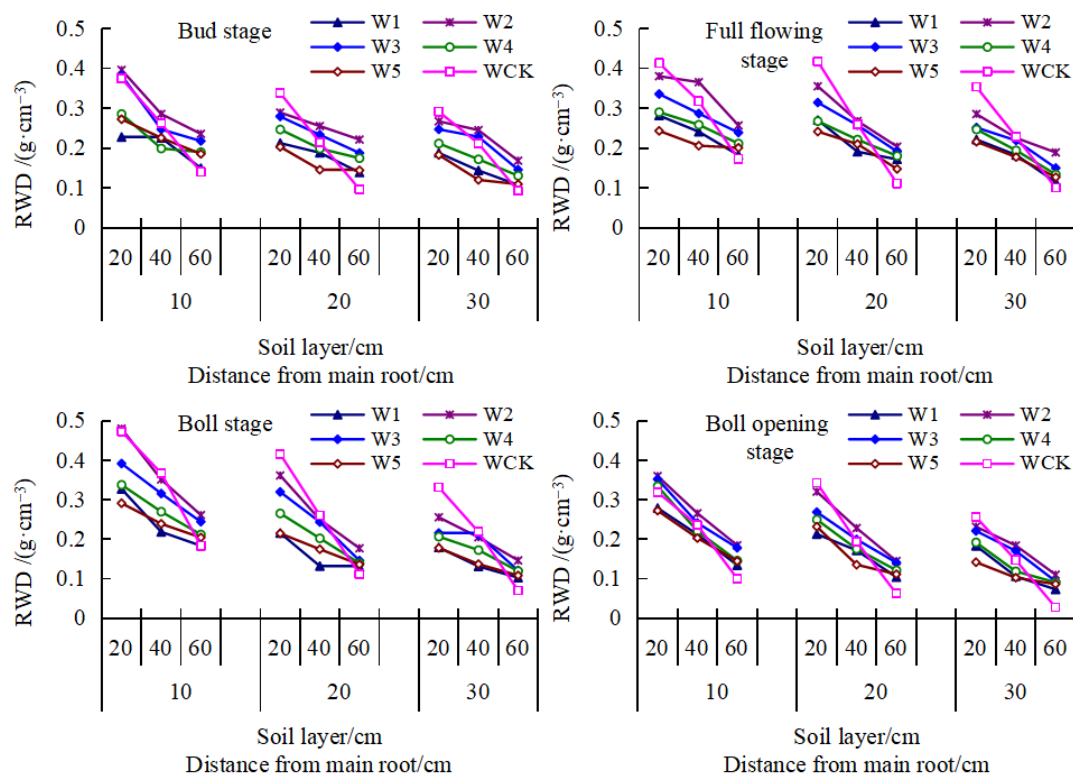 Bud stage
W1 W2
W3 W4
W5 WCK
RWD /(g·cm⁻³)
0.5
0.4
0.3
0.2
0.1
0
20 40 60 20 40 60 20 40 60
10 20 30
Soil layer/cm
Distance from main root/cm
Full flowing
stage
W1 W2
W3 W4
W5 WCK
RWD /(g·cm⁻³)
0.5
0.4
0.3
0.2
0.1
0
20 40 60 20 40 60 20 40 60
10 20 30
Soil layer/cm
Distance from main root/cm
Boll stage
W1 W2
W3 W4
W5 WCK
RWD /(g·cm⁻³)
0.5
0.4
0.3
0.2
0.1
0
20 40 60 20 40 60 20 40 60
10 20 30
Soil layer/cm
Distance from main root/cm
Boll opening
stage
W1 W2
W3 W4
W5 WCK
RWD /(g·cm⁻³)
0.5
0.4
0.3
0.2
0.1
0
20 40 60 20 40 60 20 40 60
10 20 30
Soil layer/cm
Distance from main root/cm